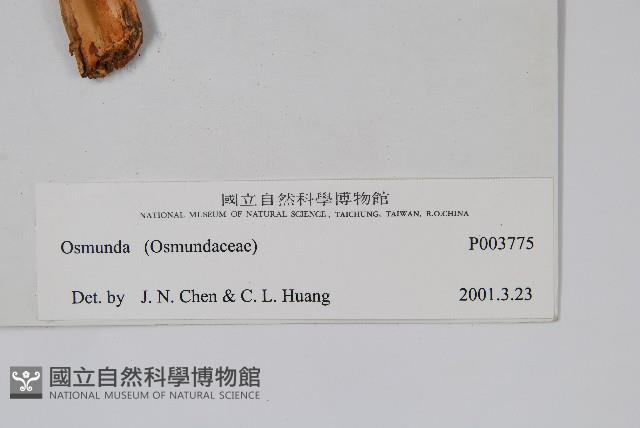 國立自然科學博物館
NATIONAL MUSEUM OF NATURAL SCIENCE, TAICHUNG, TAIWAN, R.O.CHINA
Osmunda (Osmundaceae) P003775
Det. by J. N. Chen & C. L. Huang 2001.3.23
國立自然科學博物館
NATIONAL MUSEUM OF NATURAL SCIENCE